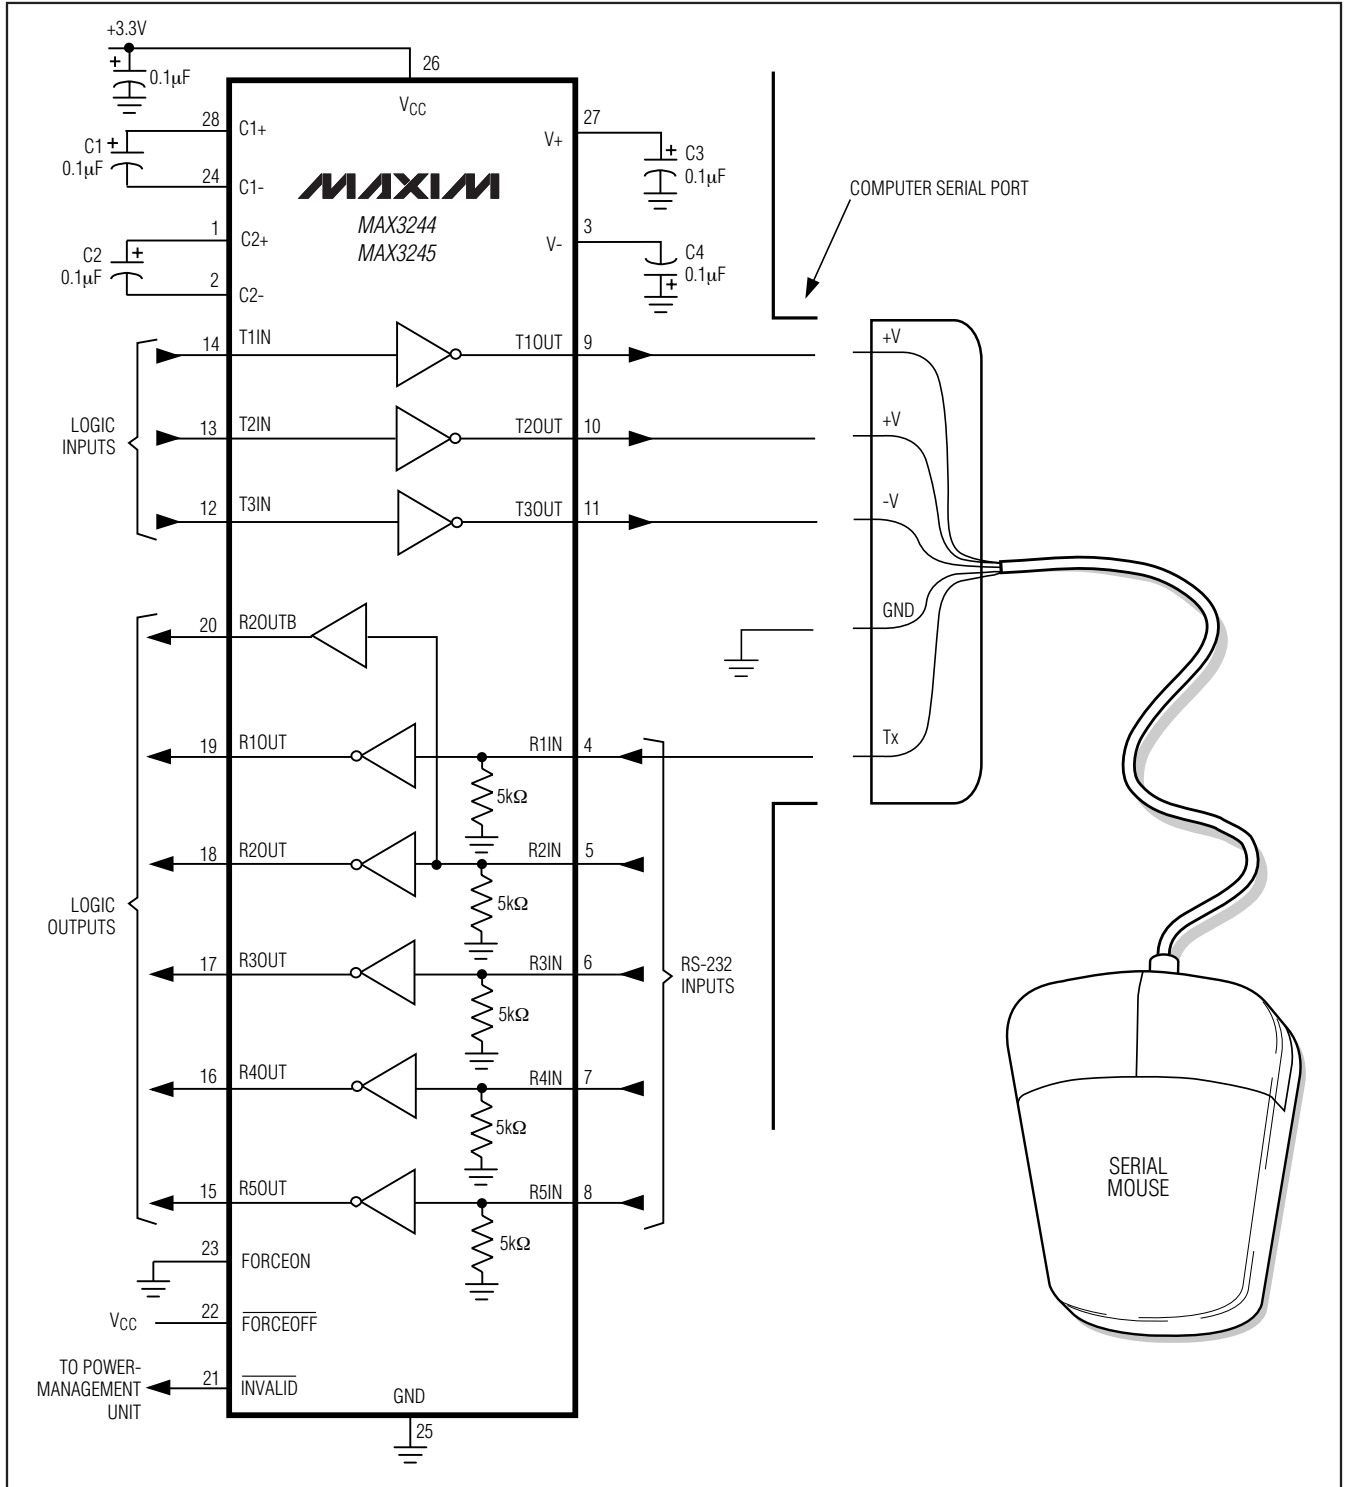 +3.3V
+
0.1µF
26
VCC
28
C1+
C1
+
0.1µF
24
C1-
1
C2+
C2
+
0.1µF
2
C2-
MAXIM
MAX3244
MAX3245
27
V+
+
C3
0.1µF
3
V-
C4
0.1µF
+
COMPUTER SERIAL PORT
LOGIC
INPUTS
14
T1IN
T1OUT
9
13
T2IN
T2OUT
10
12
T3IN
T3OUT
11
+V
+V
-V
GND
Tx
LOGIC
OUTPUTS
20
R2OUTB
19
R1OUT
R1IN
4
5kΩ
18
R2OUT
R2IN
5
5kΩ
17
R3OUT
R3IN
6
5kΩ
16
R4OUT
R4IN
7
5kΩ
15
R5OUT
R5IN
8
5kΩ
RS-232
INPUTS
23
FORCEON
VCC
22
FORCEOFF
TO POWER-
MANAGEMENT
UNIT
21
INVALID
GND
25
SERIAL
MOUSE